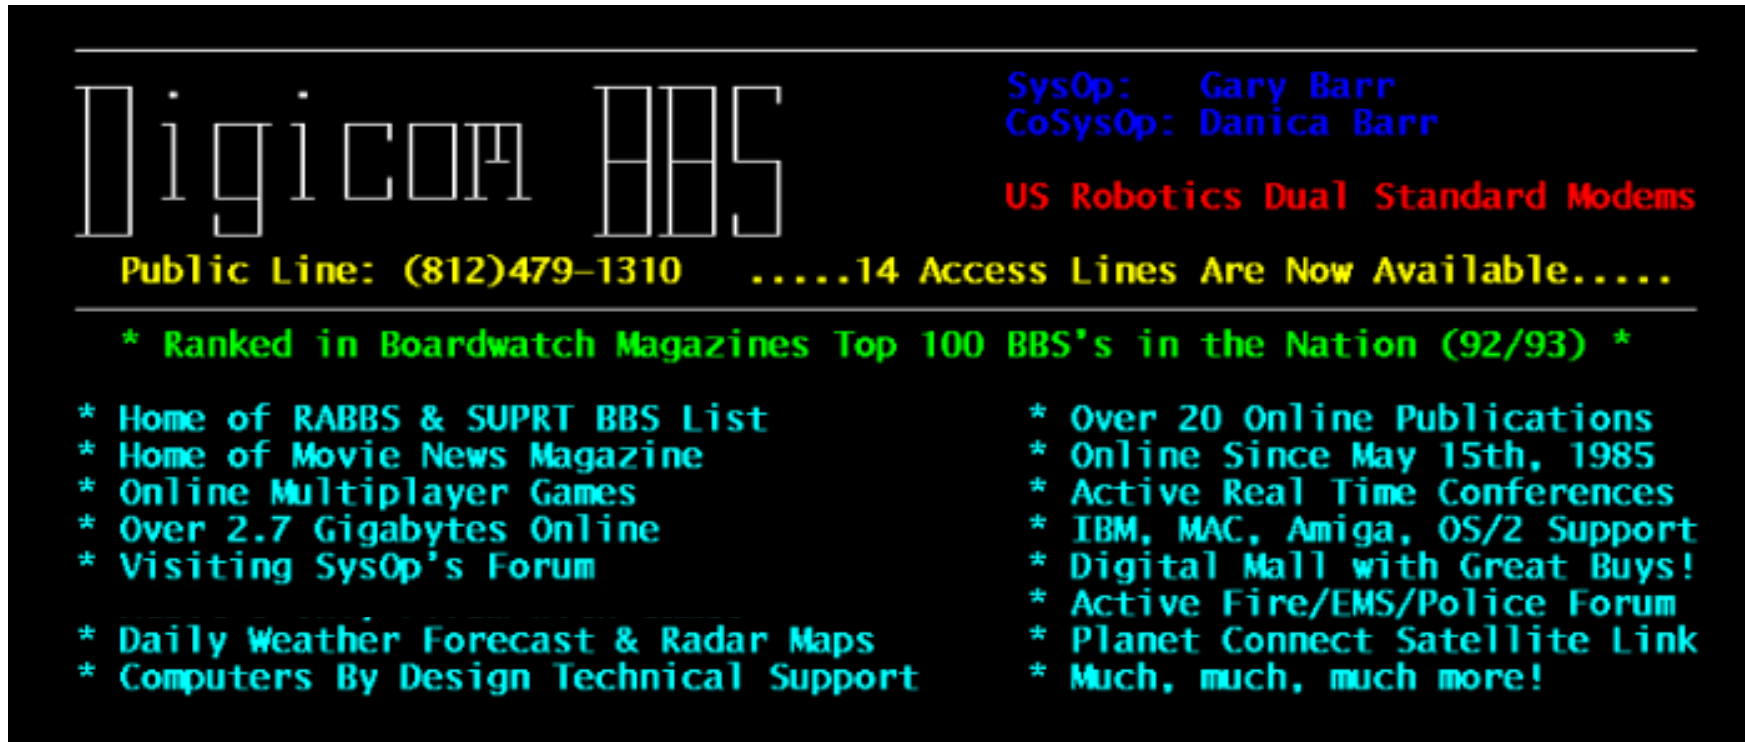 Digicom BBS
SysOp: Gary Barr
CoSysOp: Danica Barr
US Robotics Dual Standard Modems
Public Line: (812)479-1310 .....14 Access Lines Are Now Available.....
* Ranked in Boardwatch Magazines Top 100 BBS's in the Nation (92/93) *
* Home of RABBS & SUPRT BBS List
* Home of Movie News Magazine
* Online Multiplayer Games
* Over 2.7 Gigabytes Online
* Visiting SysOp's Forum
* Daily Weather Forecast & Radar Maps
* Computers By Design Technical Support
* Over 20 Online Publications
* Online Since May 15th, 1985
* Active Real Time Conferences
* IBM, MAC, Amiga, OS/2 Support
* Digital Mall with Great Buys!
* Active Fire/EMS/Police Forum
* Planet Connect Satellite Link
* Much, much, much more!